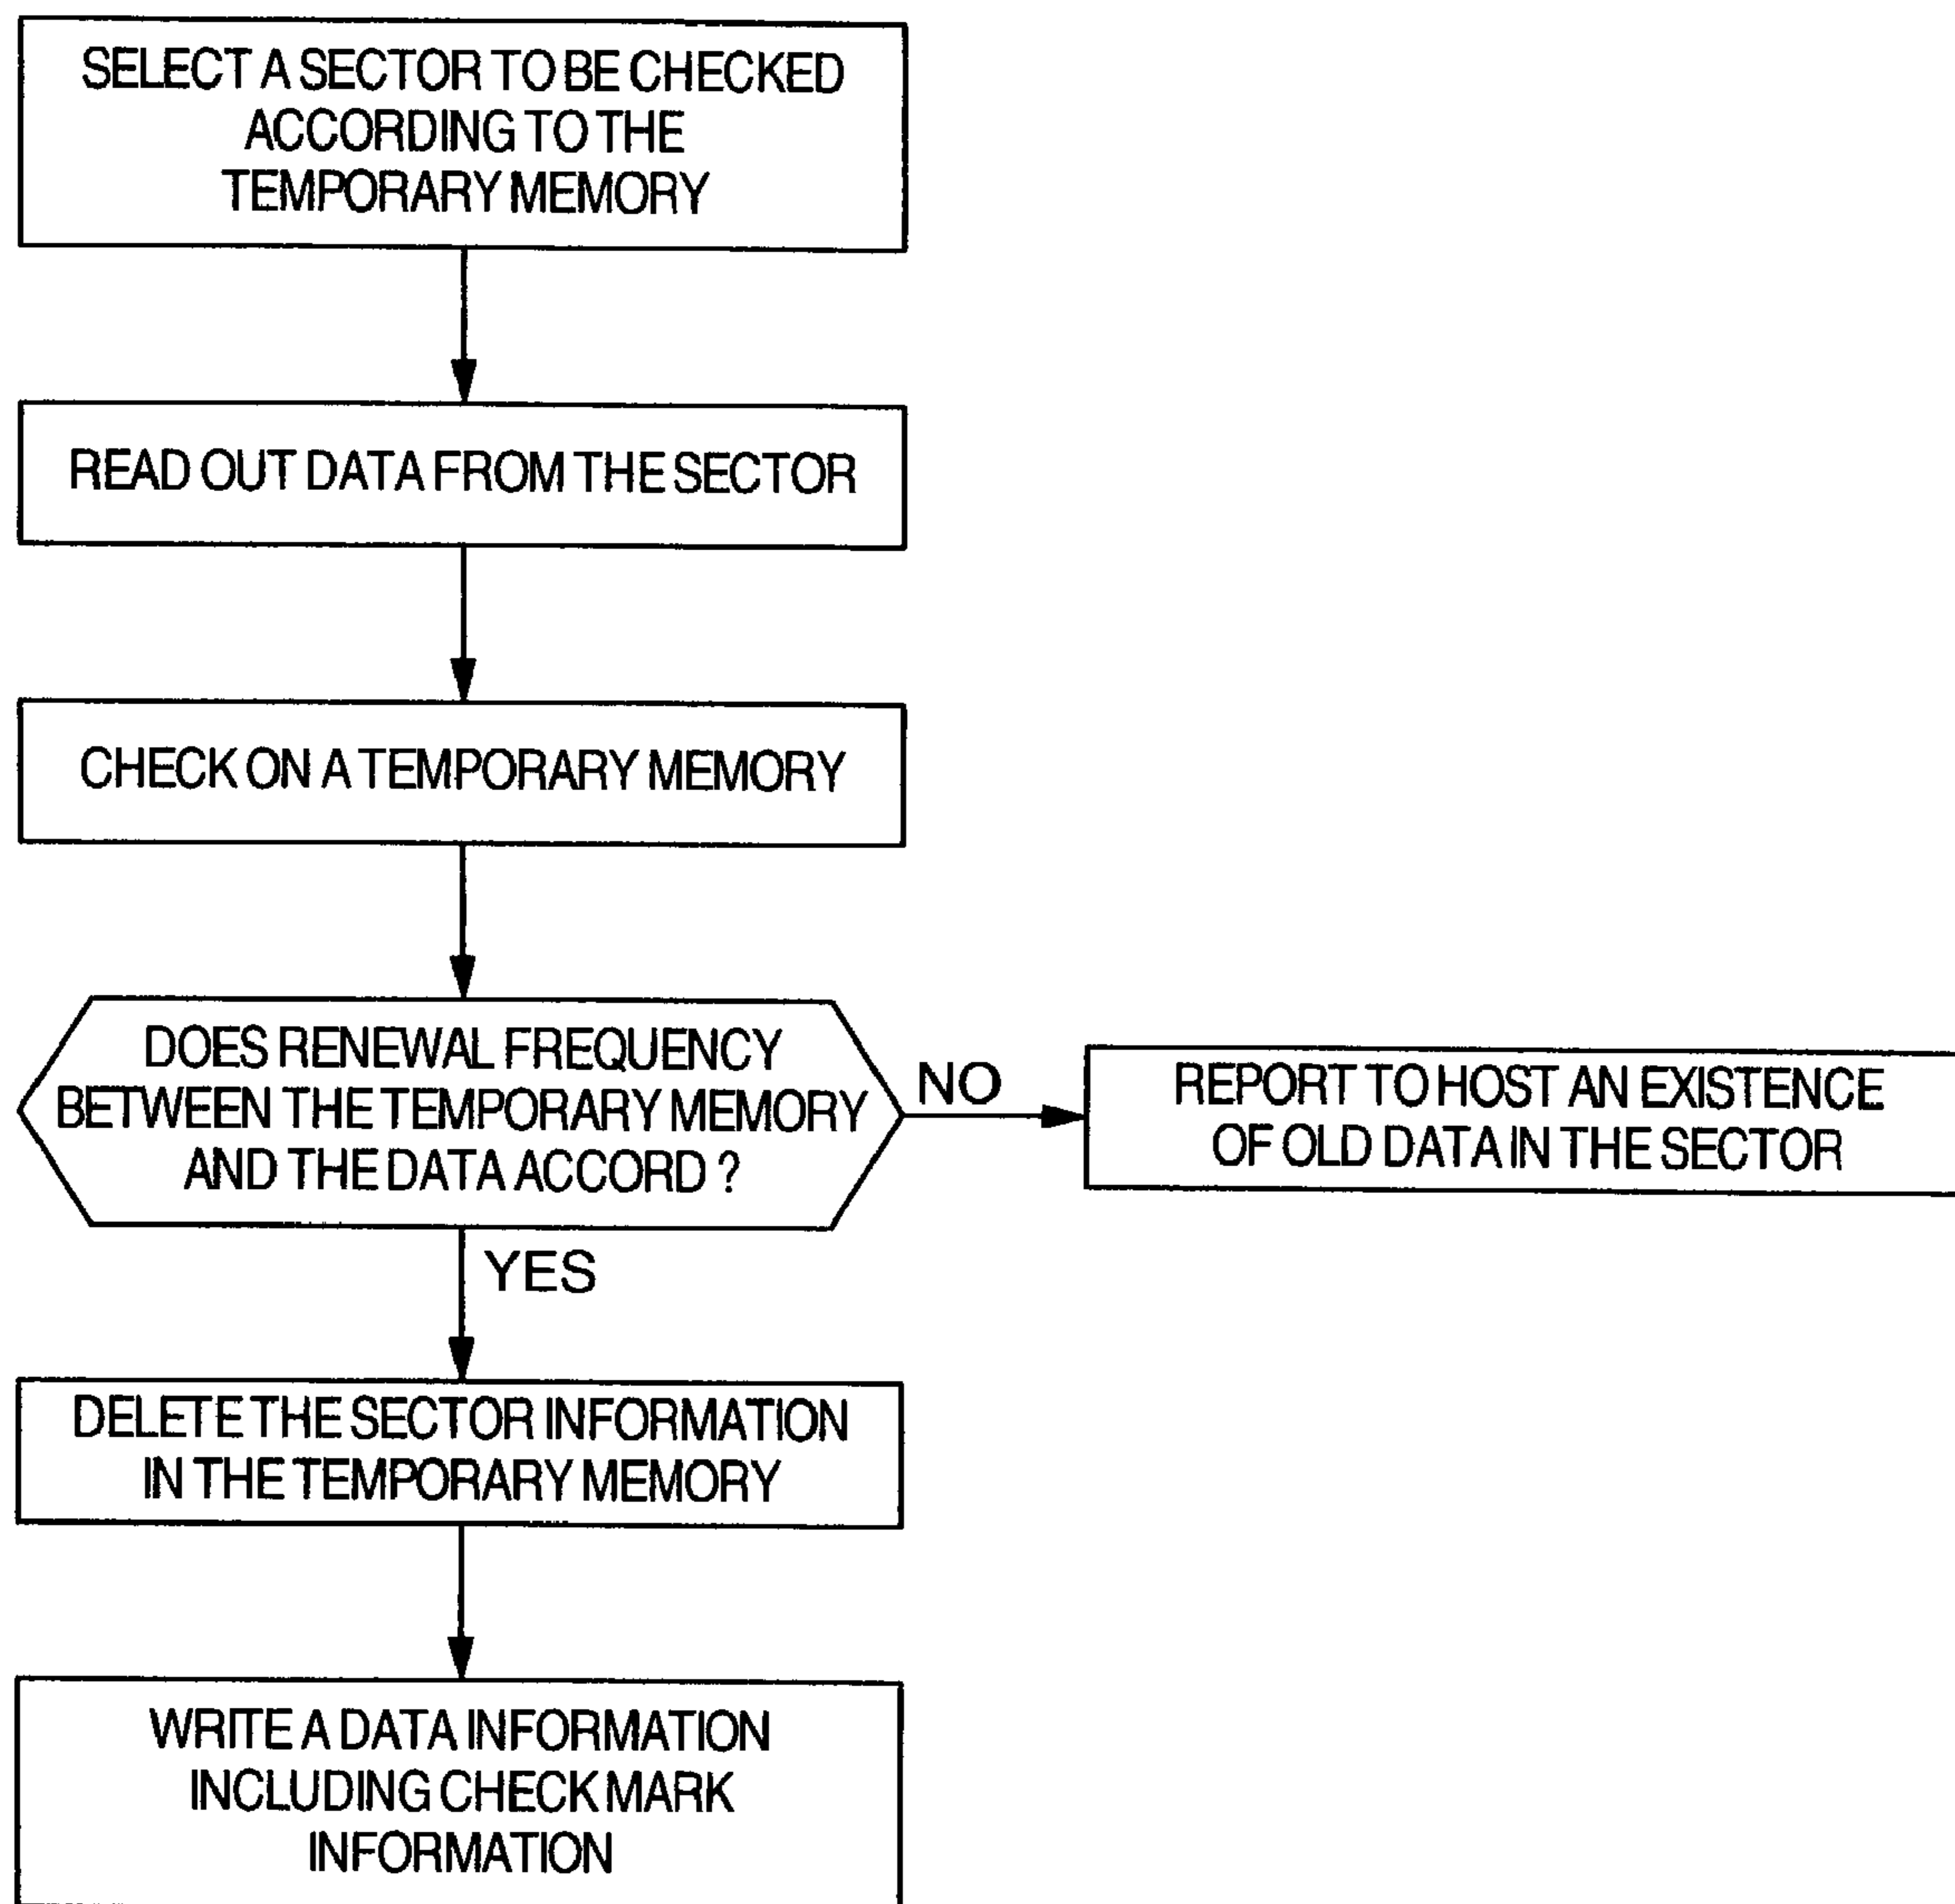 SELECT A SECTOR TO BE CHECKED
ACCORDING TO THE
TEMPORARY MEMORY
READ OUT DATA FROM THE SECTOR
CHECK ON A TEMPORARY MEMORY
DOES RENEWAL FREQUENCY
BETWEEN THE TEMPORARY MEMORY
AND THE DATA ACCORD ?
NO
REPORT TO HOST AN EXISTENCE
OF OLD DATA IN THE SECTOR
YES
DELETE THE SECTOR INFORMATION
IN THE TEMPORARY MEMORY
WRITE A DATA INFORMATION
INCLUDING CHECK MARK
INFORMATION